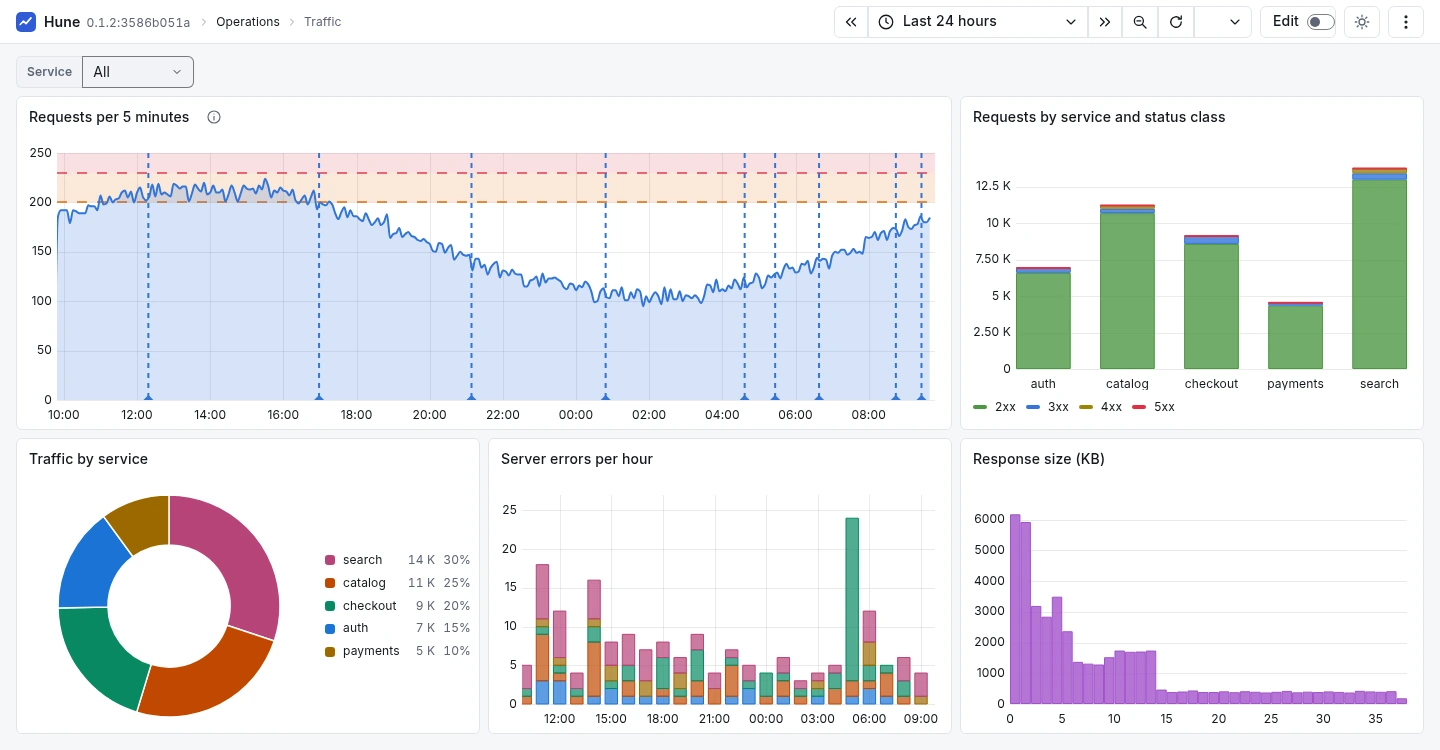 Hune 0.1.2:3586b051a Operations Traffic
Last 24 hours
Edit
Service All
Requests per 5 minutes
250
200
150
100
50
0
10:00 12:00 14:00 16:00 18:00 20:00 22:00 00:00 02:00 04:00 06:00 08:00
Requests by service and status class
12.5 K
10 K
7.50 K
5 K
2.50 K
0
auth catalog checkout payments search
2xx 3xx 4xx 5xx
Traffic by service
search 14 K 30%
catalog 11 K 25%
checkout 9 K 20%
auth 7 K 15%
payments 5 K 10%
Server errors per hour
25
20
15
10
5
0
12:00 15:00 18:00 21:00 00:00 03:00 06:00 09:00
Response size (KB)
6000
5000
4000
3000
2000
1000
0
0 5 10 15 20 25 30 35